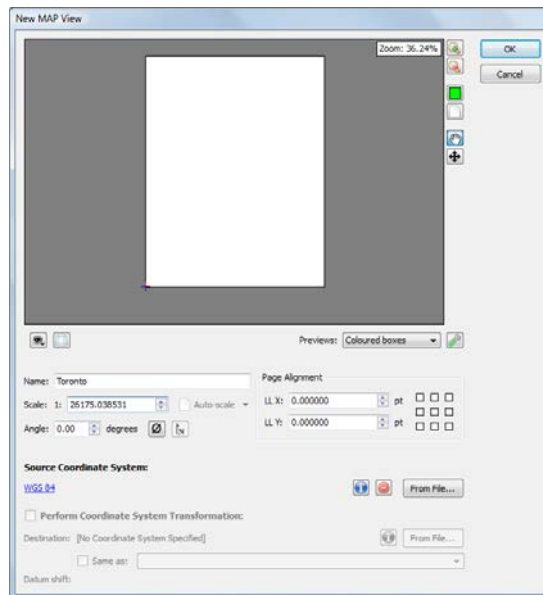 New MAP View
Zoom: 36.24%
OK
Cancel
Previews: Coloured boxes
Name: Toronto
Page Alignment
Scale: 1: 26175.038531
Auto-scale
LL X: 0.000000 pt
Angle: 0.00 degrees
LL Y: 0.000000 pt
Source Coordinate System:
WGS 84
From File...
Perform Coordinate System Transformation:
Destination: [No Coordinate System Specified]
From File...
Same as:
Datum shift: